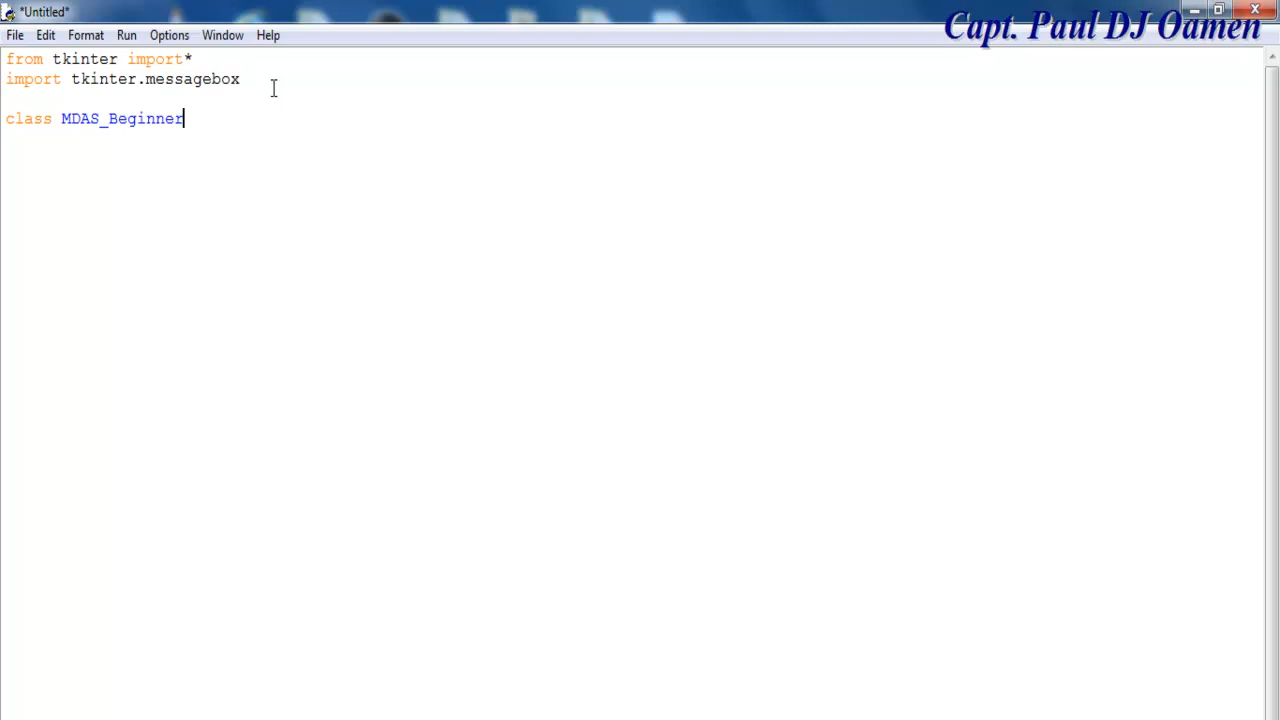 *Untitled*
Capt. Paul DJ Oamen
File Edit Format Run Options Window Help
from tkinter import*
import tkinter.messagebox
class MDAS_Beginner